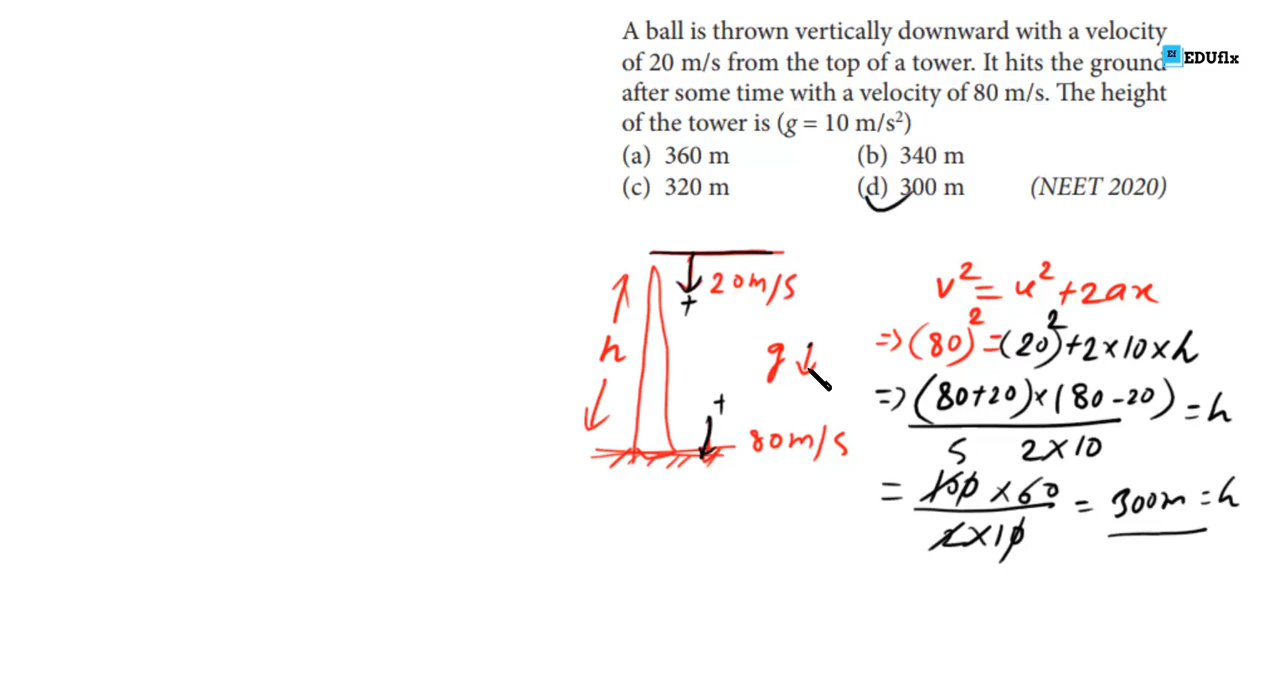 A ball is thrown vertically downward with a velocity
of 20 m/s from the top of a tower. It hits the ground
Ef EDUflx
after some time with a velocity of 80 m/s. The height
of the tower is (g = 10 m/s²)
(a) 360 m (b) 340 m
(c) 320 m (d) 300 m (NEET 2020)
20m/s
+
h
g↓
+
80m/s
v² = u² + 2ax
=> (80)² = (20)² + 2×10×h
=> (80+20)×(80-20) = h
2×10
5
= 100 × 60 = 300m = h
2×10